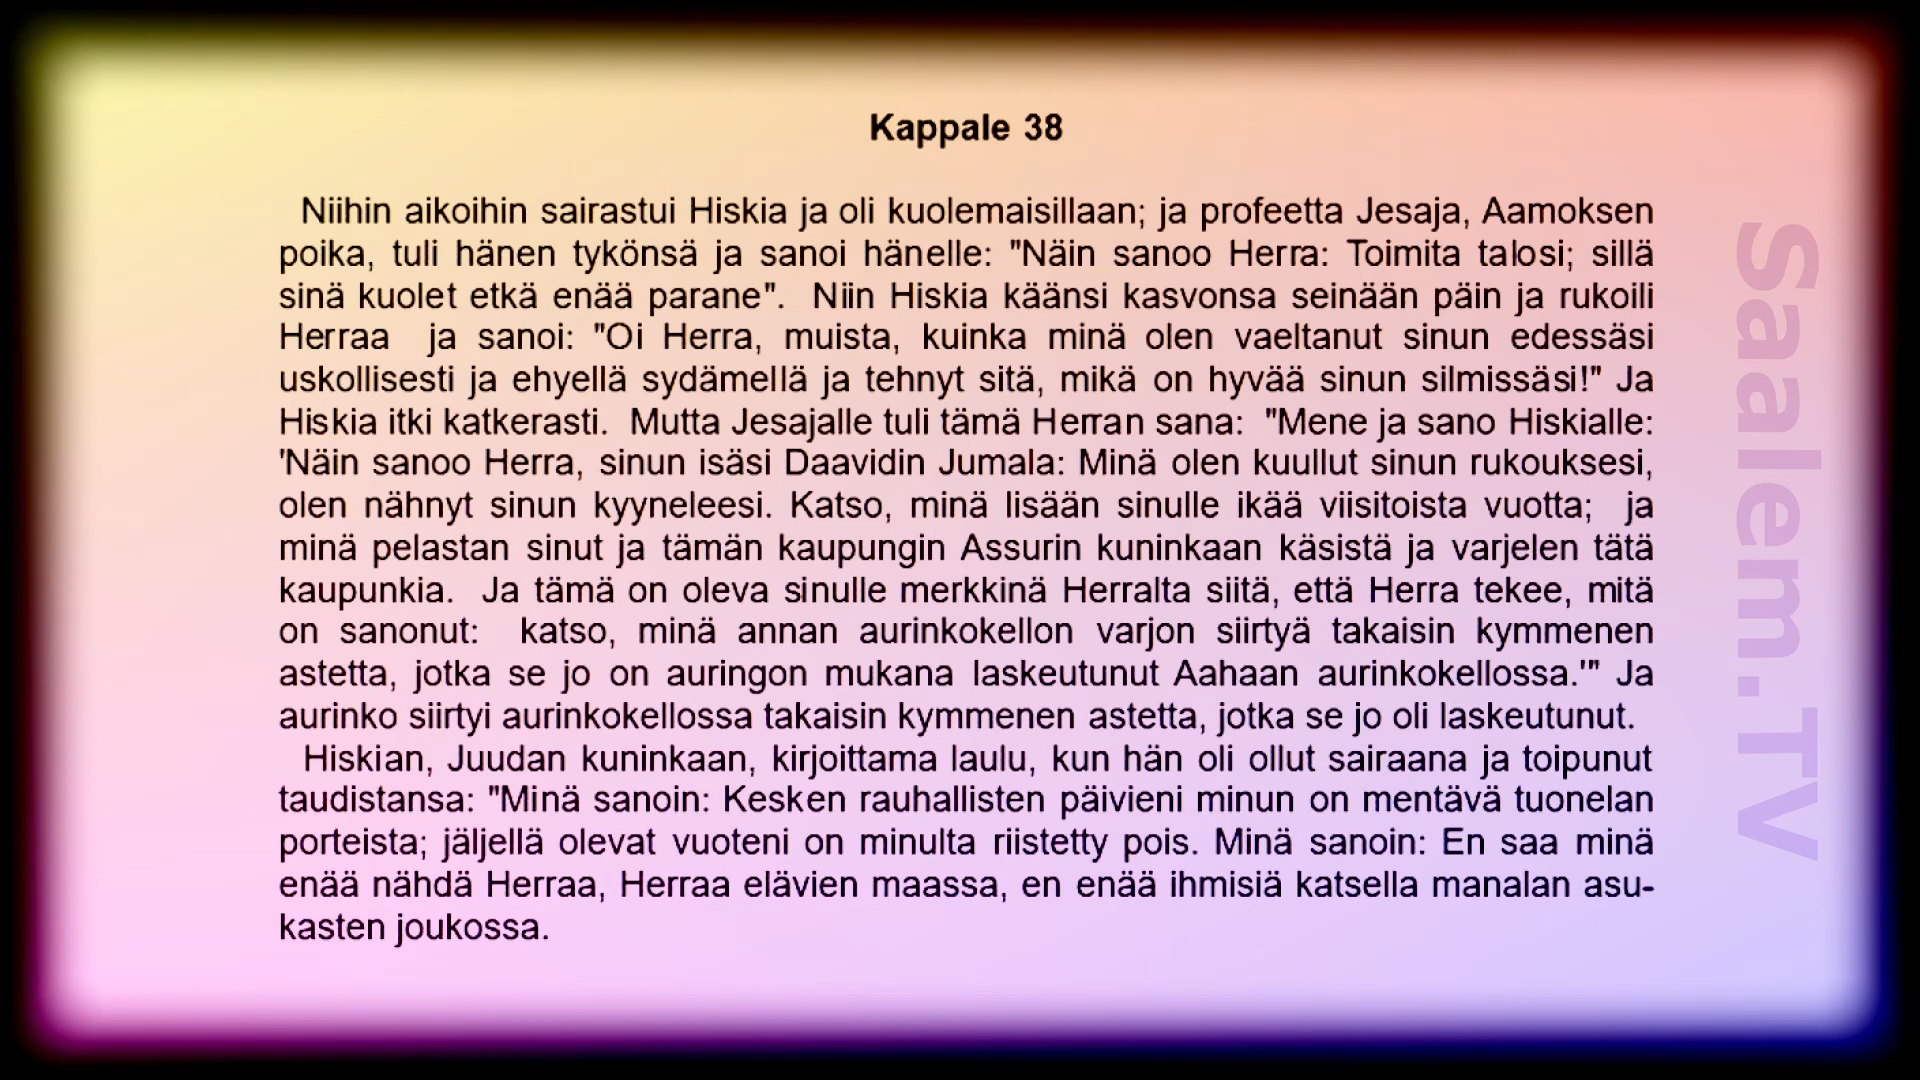 Kappale 38
Niihin aikoihin sairastui Hiskia ja oli kuolemaisillaan; ja profeetta Jesaja, Aamoksen
poika, tuli hänen tykönsä ja sanoi hänelle: "Näin sanoo Herra: Toimita talosi; sillä
sinä kuolet etkä enää parane".  Niin Hiskia käänsi kasvonsa seinään päin ja rukoili
Herraa  ja sanoi: "Oi Herra, muista, kuinka minä olen vaeltanut sinun edessäsi
uskollisesti ja ehyellä sydämellä ja tehnyt sitä, mikä on hyvää sinun silmissäsi!" Ja
Hiskia itki katkerasti.  Mutta Jesajalle tuli tämä Herran sana:  "Mene ja sano Hiskialle:
'Näin sanoo Herra, sinun isäsi Daavidin Jumala: Minä olen kuullut sinun rukouksesi,
olen nähnyt sinun kyyneleesi. Katso, minä lisään sinulle ikää viisitoista vuotta;  ja
minä pelastan sinut ja tämän kaupungin Assurin kuninkaan käsistä ja varjelen tätä
kaupunkia.  Ja tämä on oleva sinulle merkkinä Herralta siitä, että Herra tekee, mitä
on sanonut:  katso, minä annan aurinkokellon varjon siirtyä takaisin kymmenen
astetta, jotka se jo on auringon mukana laskeutunut Aahaan aurinkokellossa.'" Ja
aurinko siirtyi aurinkokellossa takaisin kymmenen astetta, jotka se jo oli laskeutunut.
Hiskian, Juudan kuninkaan, kirjoittama laulu, kun hän oli ollut sairaana ja toipunut
taudistansa: "Minä sanoin: Kesken rauhallisten päivieni minun on mentävä tuonelan
porteista; jäljellä olevat vuoteni on minulta riistetty pois. Minä sanoin: En saa minä
enää nähdä Herraa, Herraa elävien maassa, en enää ihmisiä katsella manalan asu-
kasten joukossa.
Saalem.TV